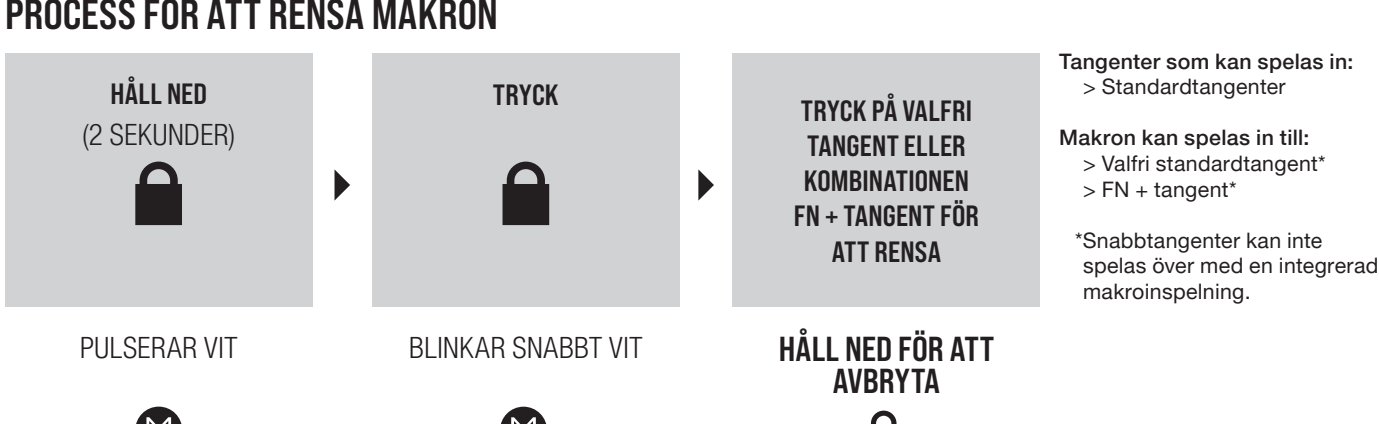 PROCESS FÖR ATT RENSA MAKRON
HÅLL NED
(2 SEKUNDER)
TRYCK
TRYCK PÅ VALFRI
TANGENT ELLER
KOMBINATIONEN
FN + TANGENT FÖR
ATT RENSA
Tangenter som kan spelas in:
> Standardtangenter
Makron kan spelas in till:
> Valfri standardtangent*
> FN + tangent*
*Snabbtangenter kan inte
spelas över med en integrerad
makroinspelning.
PULSERAR VIT
BLINKAR SNABBT VIT
HÅLL NED FÖR ATT
AVBRYTA